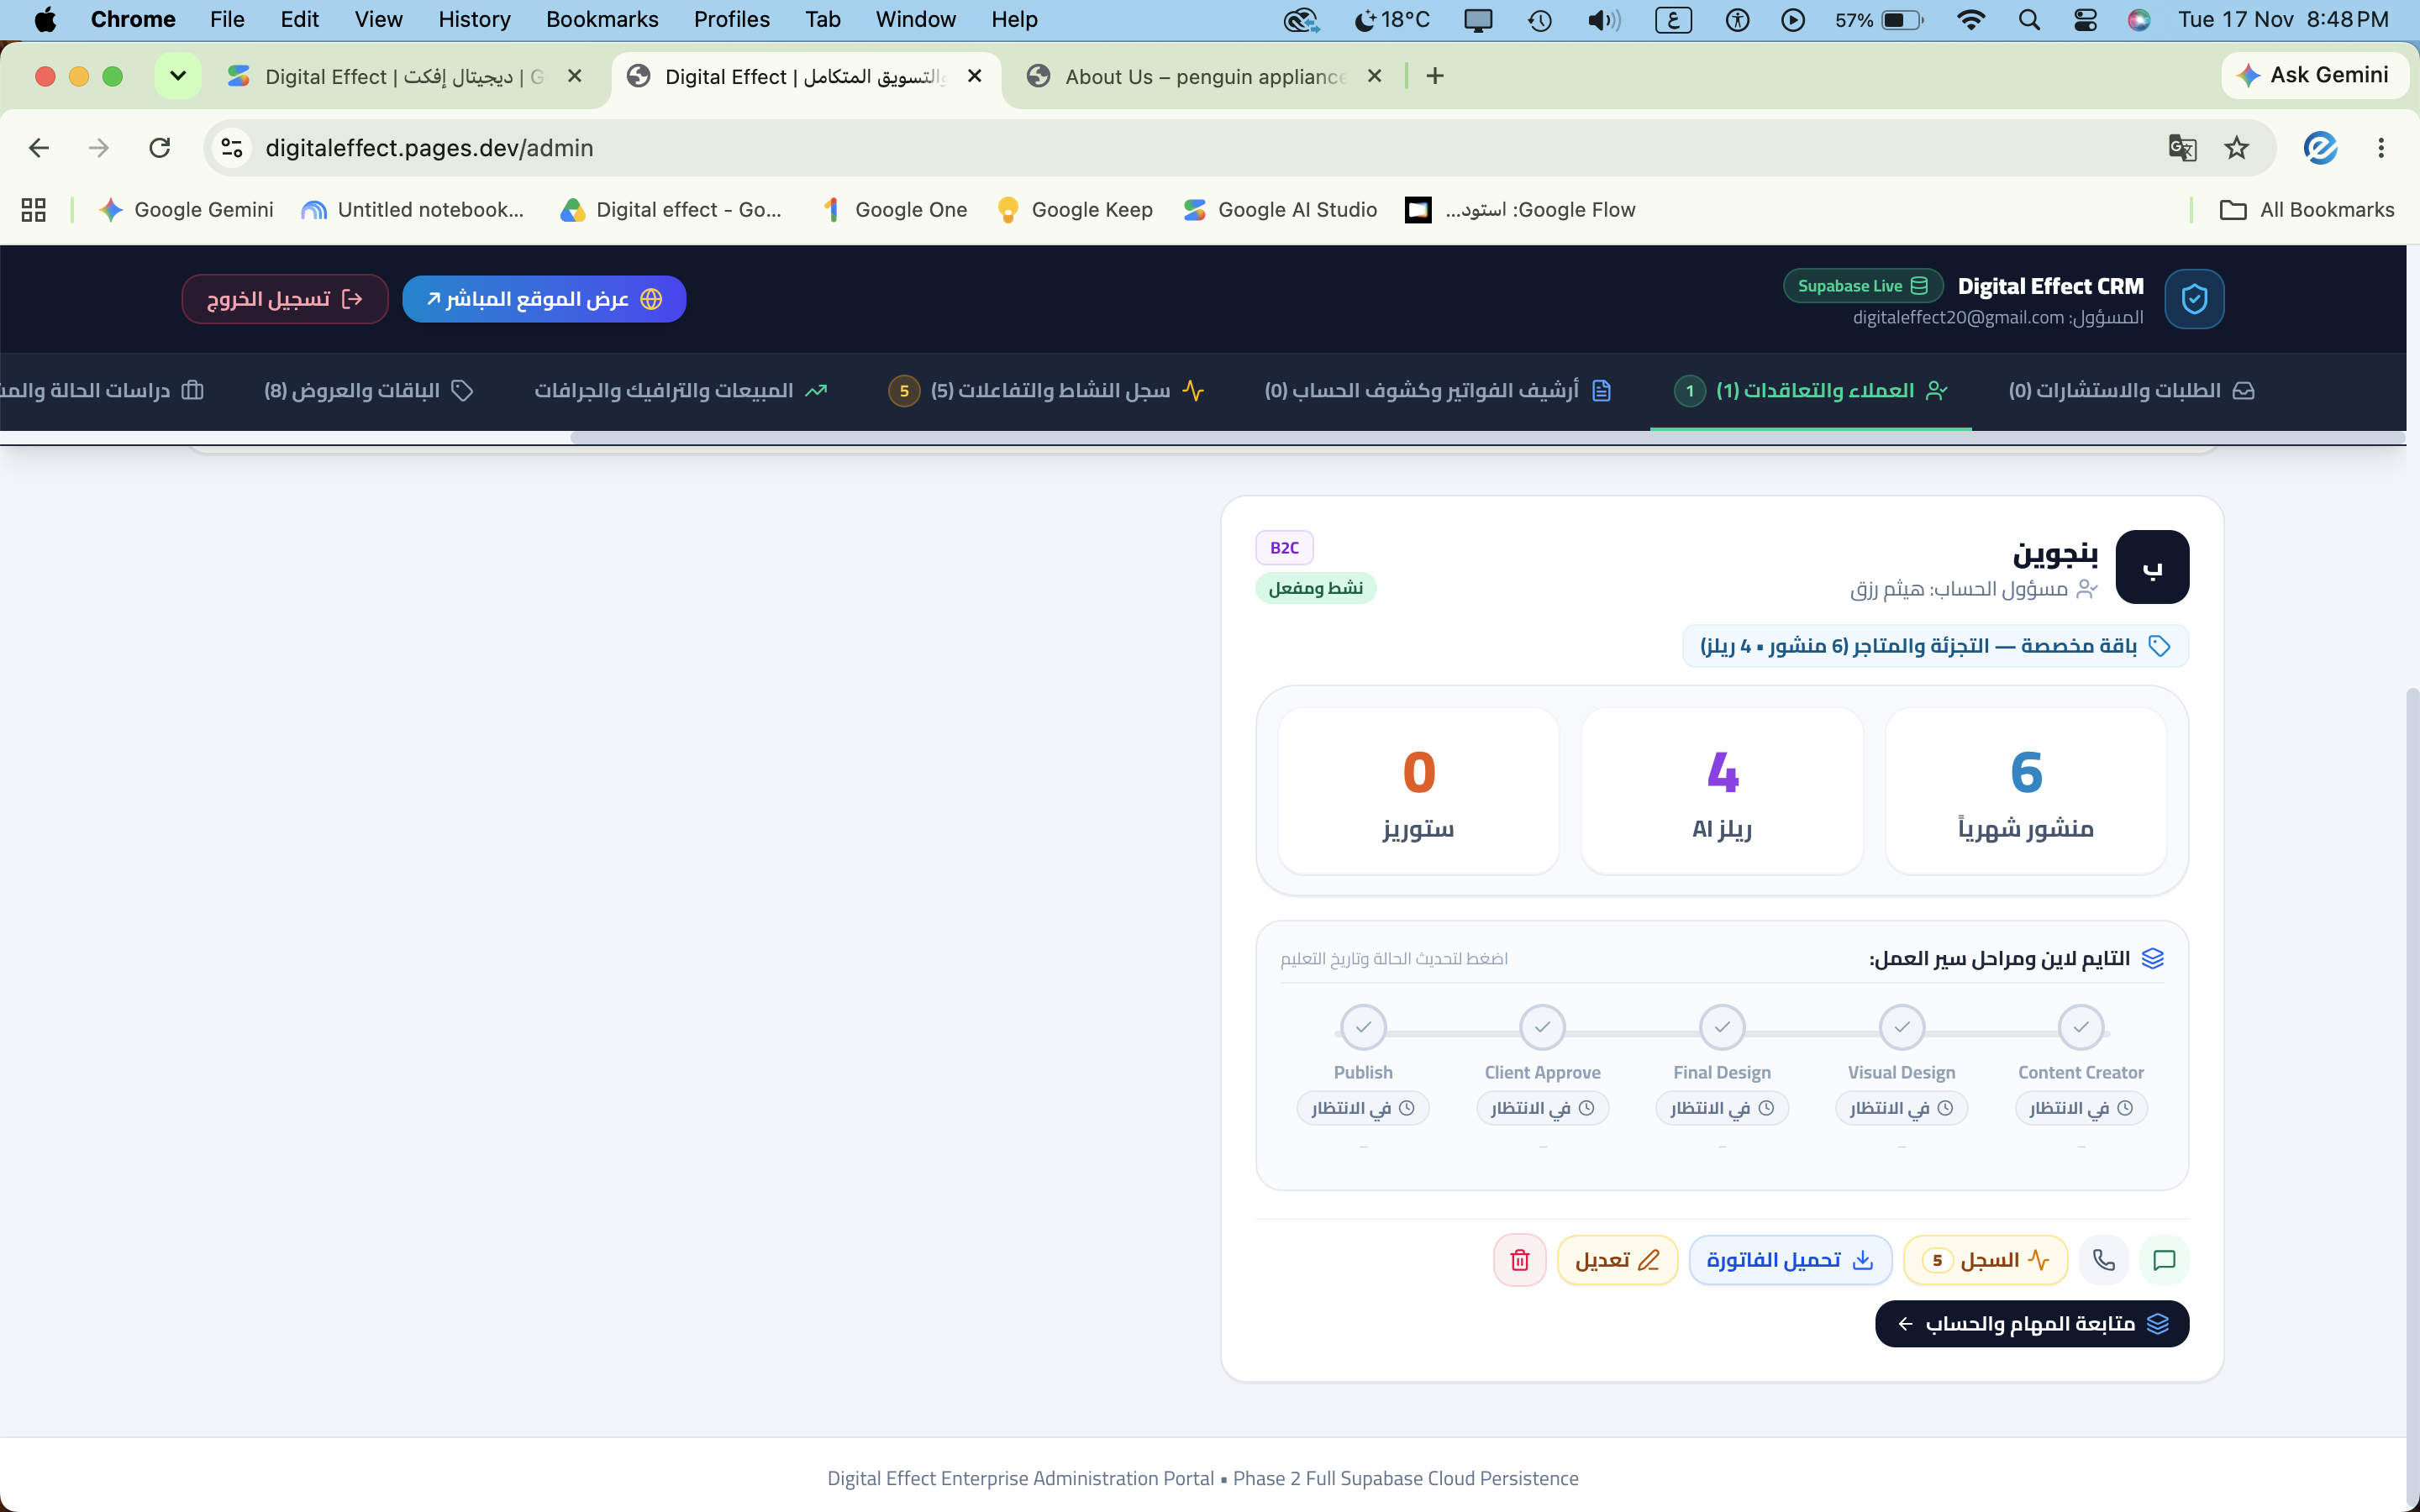 Chrome File Edit View History Bookmarks Profiles Tab Window Help 18°C ع 57% Tue 17 Nov 8:48 PM
Digital Effect | ديجيتال إفكت | G
Digital Effect | والتسويق المتكامل
About Us – penguin appliance
Ask Gemini
digitaleffect.pages.dev/admin
Google Gemini
Untitled notebook...
Digital effect - Go...
Google One
Google Keep
Google AI Studio
Google Flow: استود...
All Bookmarks
Digital Effect CRM
Supabase Live
المسؤول: digitaleffect20@gmail.com
عرض الموقع المباشر
تسجيل الخروج
الطلبات والاستشارات (0)
العملاء والتعاقدات (1) 1
أرشيف الفواتير وكشوف الحساب (0)
سجل النشاط والتفاعلات (5) 5
المبيعات والترافيك والجرافات
الباقات والعروض (8)
دراسات الحالة
ب
بنجوين
مسؤول الحساب: هيثم رزق
B2C
نشط ومفعل
باقة مخصصة — التجزئة والمتاجر (6 منشور • 4 ريلز)
6
منشور شهرياً
4
ريلز AI
0
ستوريز
التايم لاين ومراحل سير العمل:
اضغط لتحديث الحالة وتاريخ التعليم
Content Creator
في الانتظار
–
Visual Design
في الانتظار
–
Final Design
في الانتظار
–
Client Approve
في الانتظار
–
Publish
في الانتظار
–
السجل 5
تحميل الفاتورة
تعديل
متابعة المهام والحساب
Digital Effect Enterprise Administration Portal • Phase 2 Full Supabase Cloud Persistence